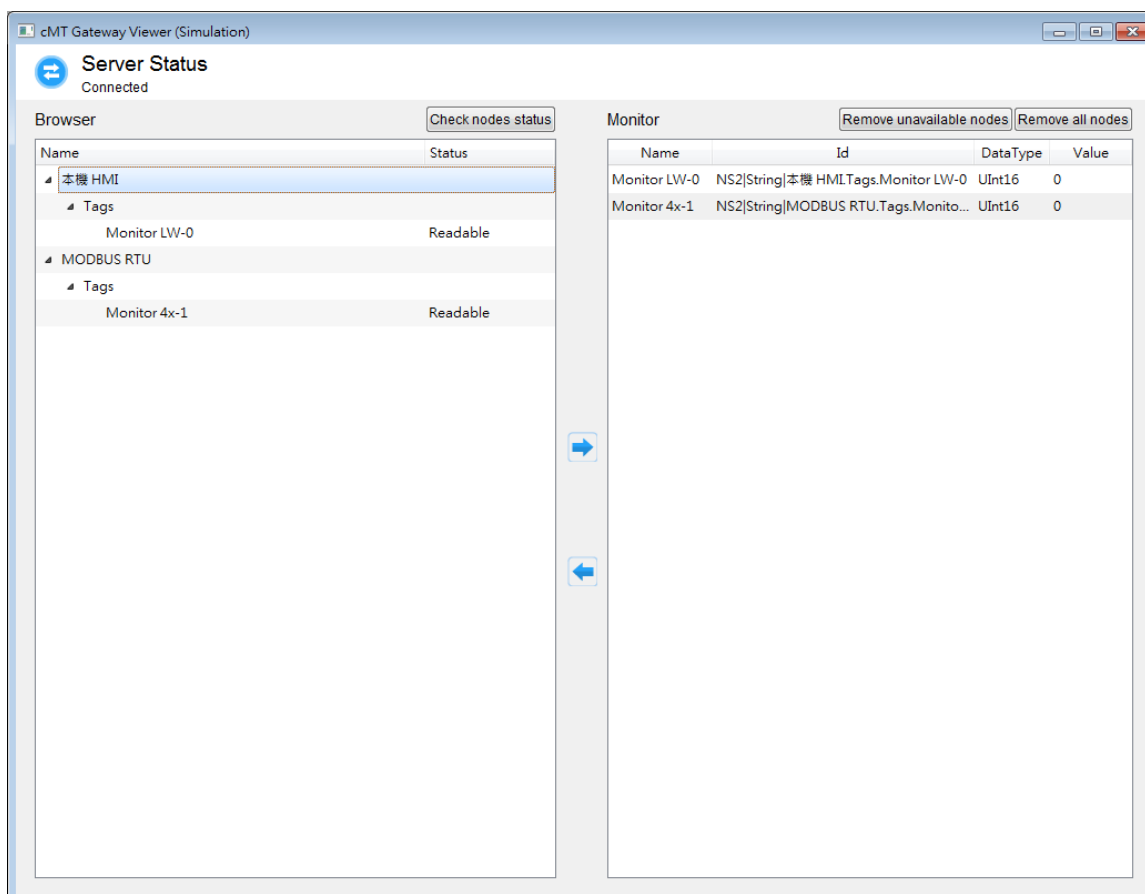 cMT Gateway Viewer (Simulation)
Server Status
Connected
Browser
Check nodes status
Name Status
本機 HMI
Tags
Monitor LW-0 Readable
MODBUS RTU
Tags
Monitor 4x-1 Readable
Monitor
Remove unavailable nodes Remove all nodes
Name Id DataType Value
Monitor LW-0 NS2|String|本機 HMI.Tags.Monitor LW-0 UInt16 0
Monitor 4x-1 NS2|String|MODBUS RTU.Tags.Monito... UInt16 0